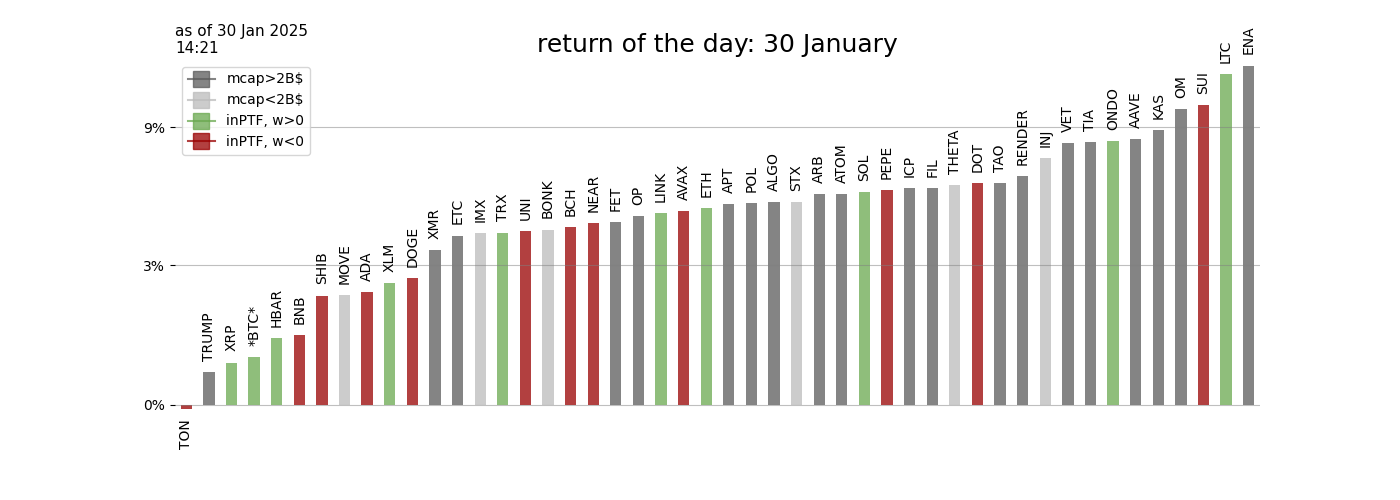 as of 30 Jan 2025
14:21
return of the day: 30 January
mcap>2B$
mcap<2B$
inPTF, w>0
inPTF, w<0
9%
3%
0%
TON
TRUMP
XRP
*BTC*
HBAR
BNB
SHIB
MOVE
ADA
XLM
DOGE
XMR
ETC
IMX
TRX
UNI
BONK
BCH
NEAR
FET
OP
LINK
AVAX
ETH
APT
POL
ALGO
STX
ARB
ATOM
SOL
PEPE
ICP
FIL
THETA
DOT
TAO
RENDER
INJ
VET
TIA
ONDO
AAVE
KAS
OM
SUI
LTC
ENA